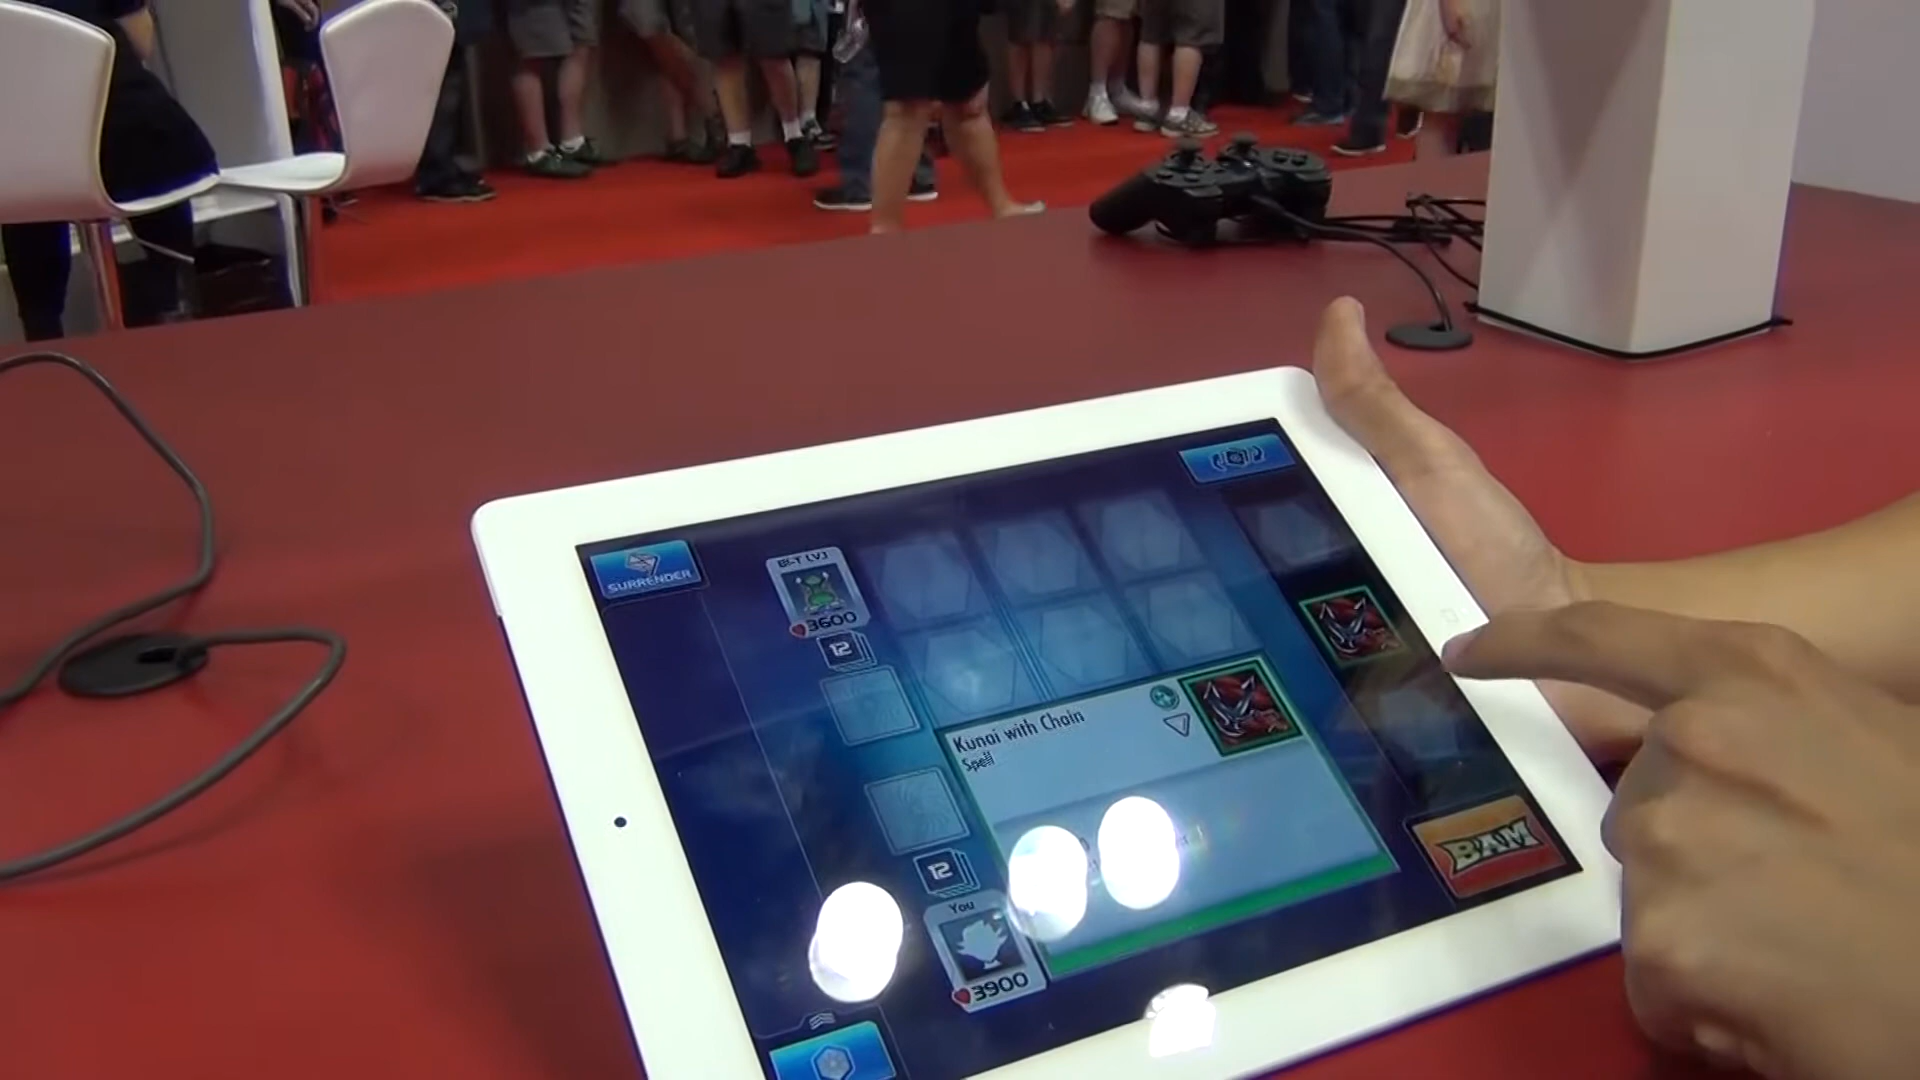 SURRENDER
3600
12
Kunai with Chain
Spell
12
You
3900
BAM